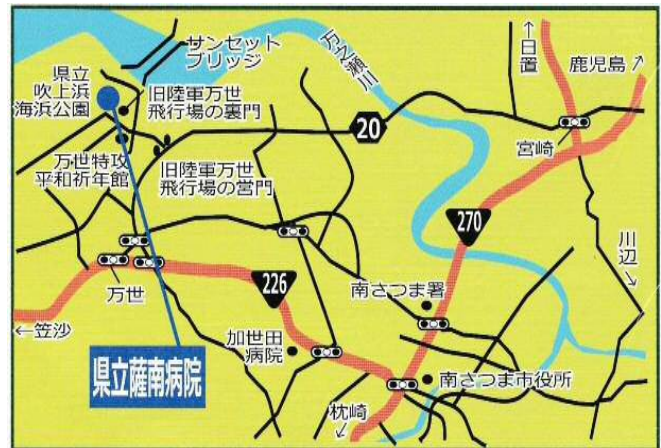 サンセット
ブリッジ
万之瀬川
↑日置
鹿児島↗
県立
吹上浜
海浜公園
旧陸軍万世
飛行場の裏門
20
宮崎
万世特攻
平和祈年館
旧陸軍万世
飛行場の営門
270
川辺↓
万世
226
南さつま署
←笠沙
加世田
病院
県立薩南病院
南さつま市役所
枕崎↙